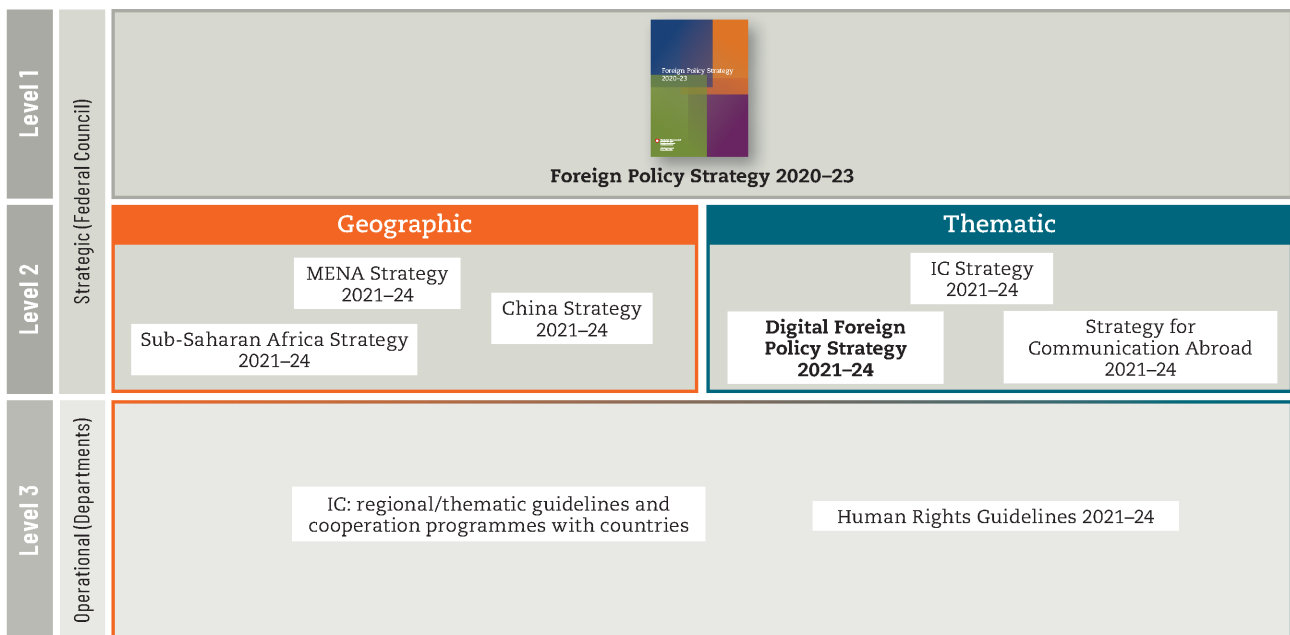 Level 1
Strategic (Federal Council)
Foreign Policy Strategy
2020–23
Foreign Policy Strategy 2020–23
Level 2
Geographic
MENA Strategy
2021–24
China Strategy
2021–24
Sub-Saharan Africa Strategy
2021–24
Thematic
IC Strategy
2021–24
Digital Foreign
Policy Strategy
2021–24
Strategy for
Communication Abroad
2021–24
Level 3
Operational (Departments)
IC: regional/thematic guidelines and
cooperation programmes with countries
Human Rights Guidelines 2021–24